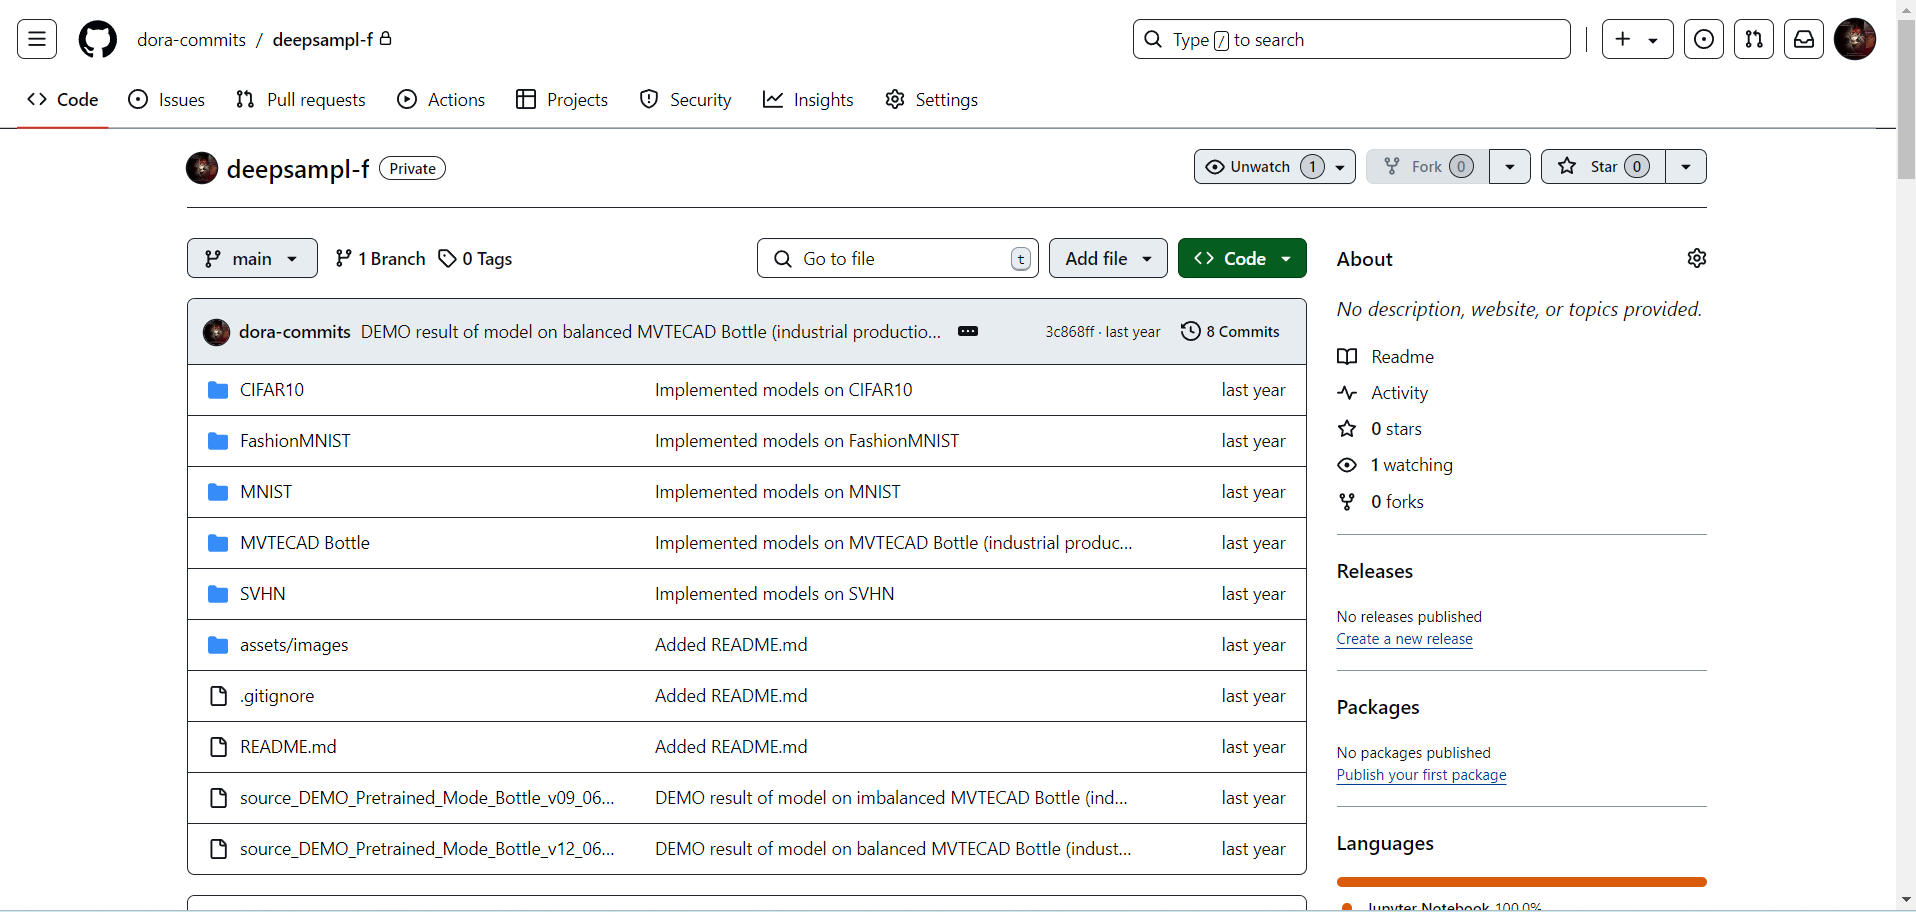 dora-commits / deepsampl-f
Type / to search
Code
Issues
Pull requests
Actions
Projects
Security
Insights
Settings
deepsampl-f
Private
Unwatch 1
Fork 0
Star 0
main
1 Branch
0 Tags
Go to file
t
Add file
Code
dora-commits DEMO result of model on balanced MVTECAD Bottle (industrial productio...
3c868ff · last year
8 Commits
CIFAR10 Implemented models on CIFAR10 last year
FashionMNIST Implemented models on FashionMNIST last year
MNIST Implemented models on MNIST last year
MVTECAD Bottle Implemented models on MVTECAD Bottle (industrial produc... last year
SVHN Implemented models on SVHN last year
assets/images Added README.md last year
.gitignore Added README.md last year
README.md Added README.md last year
source_DEMO_Pretrained_Mode_Bottle_v09_06... DEMO result of model on imbalanced MVTECAD Bottle (ind... last year
source_DEMO_Pretrained_Mode_Bottle_v12_06... DEMO result of model on balanced MVTECAD Bottle (indust... last year
About
No description, website, or topics provided.
Readme
Activity
0 stars
1 watching
0 forks
Releases
No releases published
Create a new release
Packages
No packages published
Publish your first package
Languages
Jupyter Notebook 100.0%